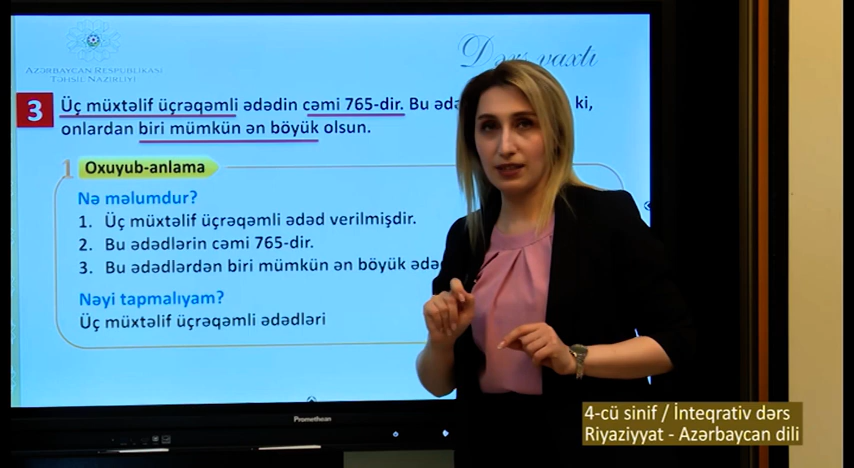 AZƏRBAYCAN RESPUBLİKASI
TƏHSİL NAZİRLİYİ
Dərs vaxtı
3 Üç müxtəlif üçrəqəmli ədədin cəmi 765-dir. Bu ki,
onlardan biri mümkün ən böyük olsun.
1 Oxuyub-anlama
Nə məlumdur?
1. Üç müxtəlif üçrəqəmli ədəd verilmişdir.
2. Bu ədədlərin cəmi 765-dir.
3. Bu ədədlərdən biri mümkün ən böyük
Nəyi tapmalıyam?
Üç müxtəlif üçrəqəmli ədədləri
Promethean
4-cü sinif / İnteqrativ dərs
Riyaziyyat - Azərbaycan dili